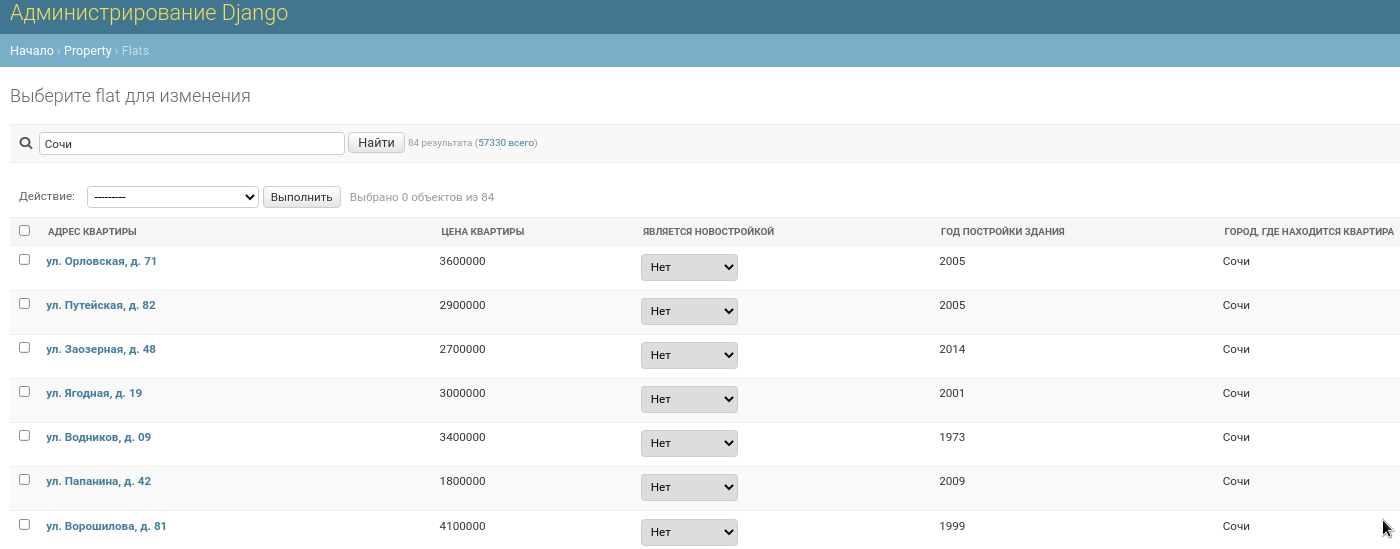 Администрирование Django
Начало › Property › Flats
Выберите flat для изменения
Сочи Найти 84 результата (57330 всего)
Действие: --------- Выполнить Выбрано 0 объектов из 84
АДРЕС КВАРТИРЫ ЦЕНА КВАРТИРЫ ЯВЛЯЕТСЯ НОВОСТРОЙКОЙ ГОД ПОСТРОЙКИ ЗДАНИЯ ГОРОД, ГДЕ НАХОДИТСЯ КВАРТИРА
ул. Орловская, д. 71 3600000 Нет 2005 Сочи
ул. Путейская, д. 82 2900000 Нет 2005 Сочи
ул. Заозерная, д. 48 2700000 Нет 2014 Сочи
ул. Ягодная, д. 19 3000000 Нет 2001 Сочи
ул. Водников, д. 09 3400000 Нет 1973 Сочи
ул. Папанина, д. 42 1800000 Нет 2009 Сочи
ул. Ворошилова, д. 81 4100000 Нет 1999 Сочи